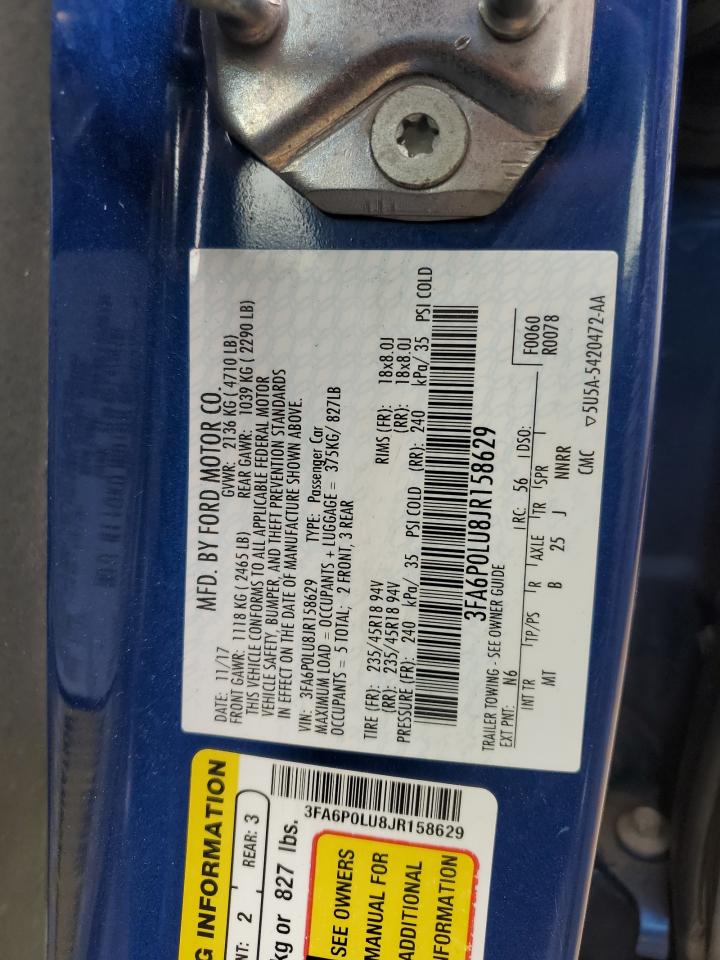 MFD. BY FORD MOTOR CO.
DATE: 11/17 GVWR: 2136 KG ( 4710 LB)
FRONT GAWR: 1118 KG ( 2465 LB) REAR GAWR: 1039 KG ( 2290 LB)
THIS VEHICLE CONFORMS TO ALL APPLICABLE FEDERAL MOTOR
VEHICLE SAFETY, BUMPER, AND THEFT PREVENTION STANDARDS
IN EFFECT ON THE DATE OF MANUFACTURE SHOWN ABOVE.
VIN: 3FA6P0LU8JR158629 TYPE: Passenger Car
MAXIMUM LOAD = OCCUPANTS + LUGGAGE = 375KG/ 827LB
OCCUPANTS = 5 TOTAL; 2 FRONT, 3 REAR
TIRE (FR): 235/45R18 94V RIMS (FR): 18x8.0J
(RR): 235/45R18 94V (RR): 18x8.0J
PRESSURE (FR): 240 kPa/ 35 PSI COLD (RR): 240 kPa/ 35 PSI COLD
3FA6P0LU8JR158629
TRAILER TOWING - SEE OWNER GUIDE
EXT PNT: N6 RC: 56 DSO: F0060
R0078
INT TR TP/PS R AXLE TR SPR
MT B 25 J NNRR
CMC 5U5A-5420472-AA
G INFORMATION
NT: 2 REAR: 3
kg or 827 lbs.
3FA6P0LU8JR158629
SEE OWNERS
MANUAL FOR
ADDITIONAL
INFORMATION